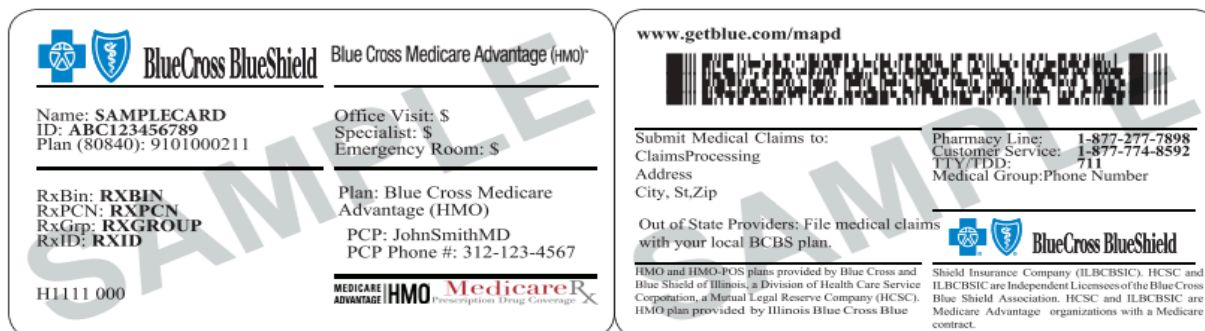 BlueCross BlueShield
Blue Cross Medicare Advantage (HMO)℠
Name: SAMPLECARD
ID: ABC123456789
Plan (80840): 9101000211
Office Visit: $
Specialist: $
Emergency Room: $
RxBin: RXBIN
RxPCN: RXPCN
RxGrp: RXGROUP
RxID: RXID
H1111 000
Plan: Blue Cross Medicare
Advantage (HMO)
PCP: JohnSmithMD
PCP Phone #: 312-123-4567
MEDICARE ADVANTAGE HMO
MedicareRx
Prescription Drug Coverage
SAMPLE
www.getblue.com/mapd
Submit Medical Claims to:
ClaimsProcessing
Address
City, St,Zip
Out of State Providers: File medical claims
with your local BCBS plan.
Pharmacy Line: 1-877-277-7898
Customer Service: 1-877-774-8592
TTY/TDD: 711
Medical Group:Phone Number
BlueCross BlueShield
HMO and HMO-POS plans provided by Blue Cross and
Blue Shield of Illinois, a Division of Health Care Service
Corporation, a Mutual Legal Reserve Company (HCSC).
HMO plan provided by Illinois Blue Cross Blue
Shield Insurance Company (ILBCBSIC). HCSC and
ILBCBSIC are Independent Licensees of the Blue Cross
Blue Shield Association. HCSC and ILBCBSIC are
Medicare Advantage organizations with a Medicare
contract.
SAMPLE